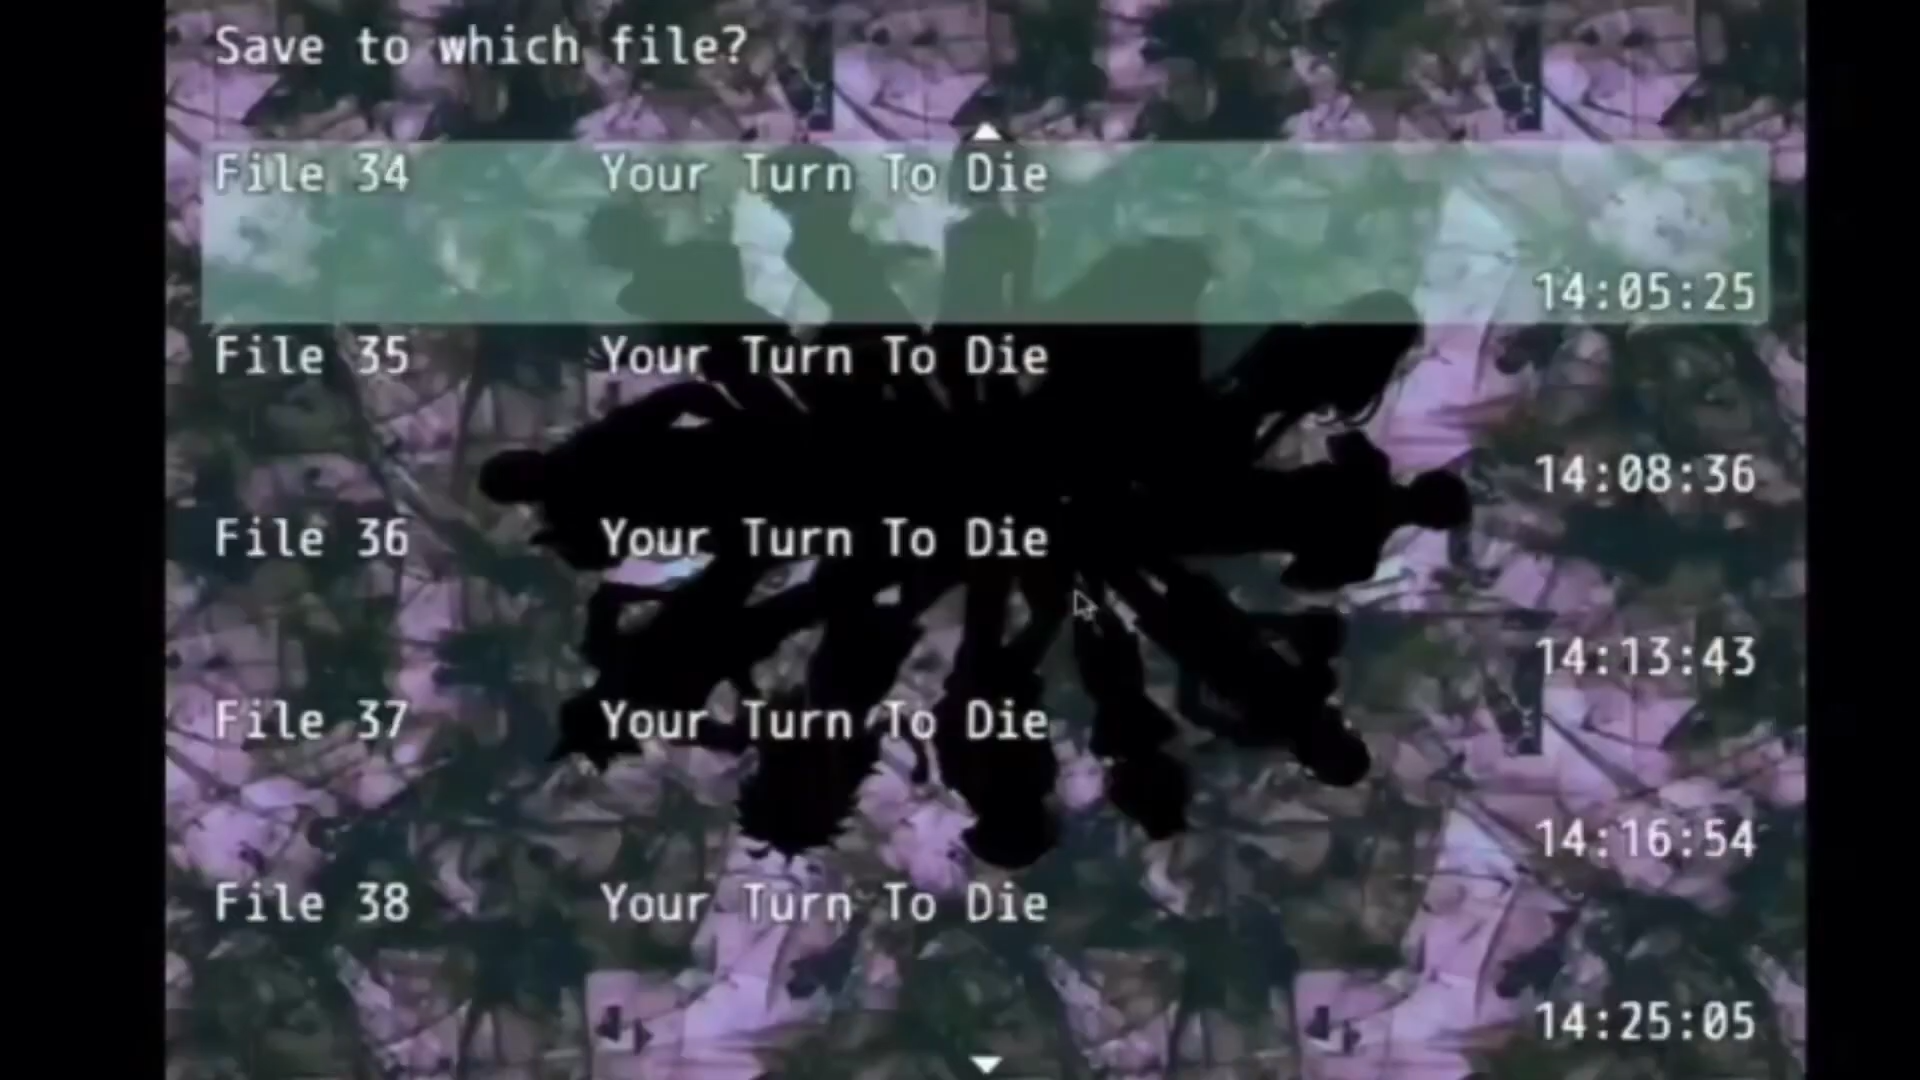 Save to which file?
File 34 Your Turn To Die
14:05:25
File 35 Your Turn To Die
14:08:36
File 36 Your Turn To Die
14:13:43
File 37 Your Turn To Die
14:16:54
File 38 Your Turn To Die
14:25:05